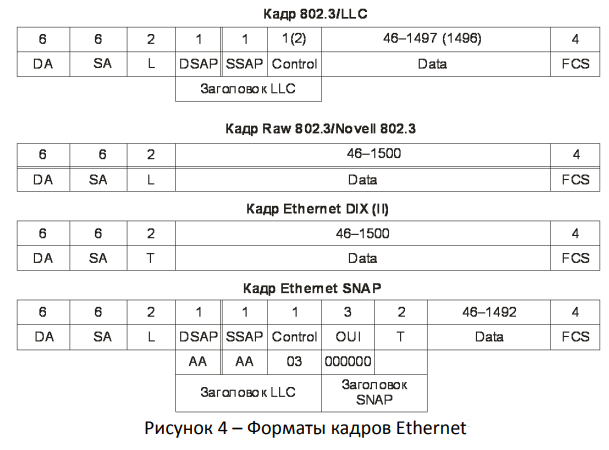 Кадр 802.3/LLC
6 6 2 1 1 1(2) 46–1497 (1496) 4
DA SA L DSAP SSAP Control Data FCS
Заголовок LLC
Кадр Raw 802.3/Novell 802.3
6 6 2 46–1500 4
DA SA L Data FCS
Кадр Ethernet DIX (II)
6 6 2 46–1500 4
DA SA T Data FCS
Кадр Ethernet SNAP
6 6 2 1 1 1 3 2 46–1492 4
DA SA L DSAP SSAP Control OUI T Data FCS
AA AA 03 000000
Заголовок LLC Заголовок
SNAP
Рисунок 4 – Форматы кадров Ethernet